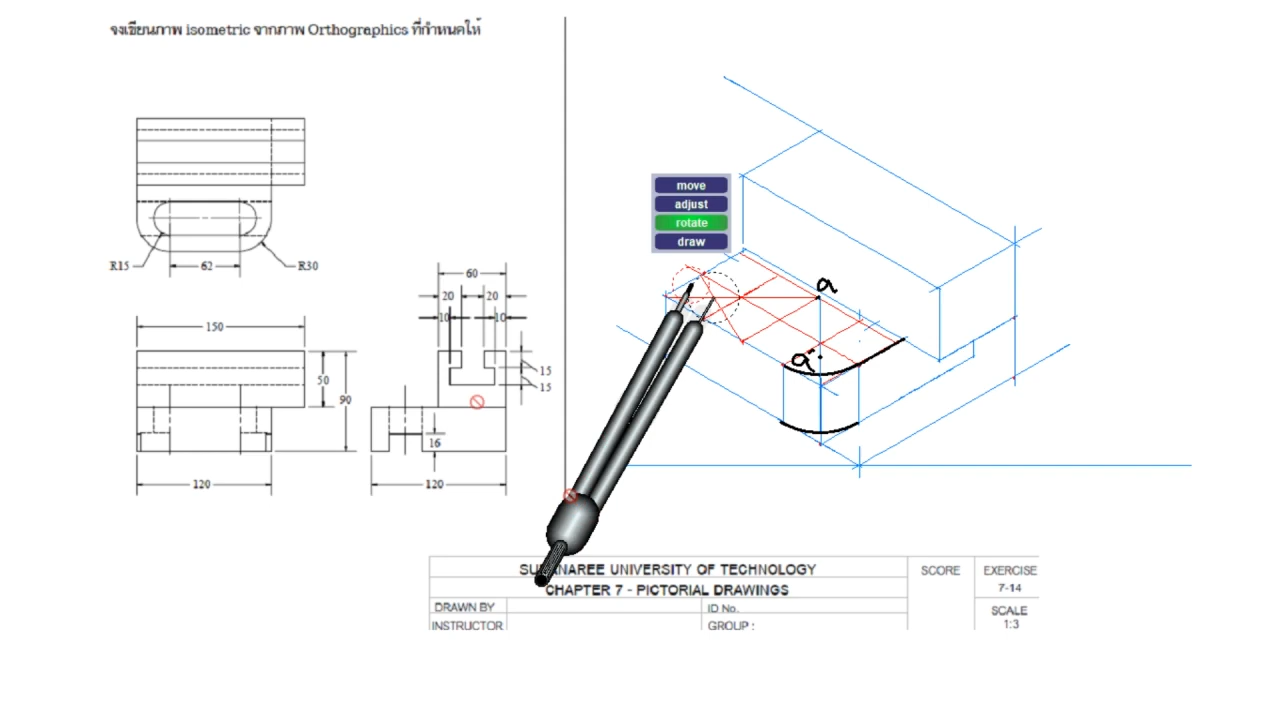 จงเขียนภาพ isometric จากภาพ Orthographics ที่กำหนดให้
move
adjust
rotate
draw
a
a'
R15
62
R30
60
20 20
10 10
150
50
90
15
15
16
120
120
SURANAREE UNIVERSITY OF TECHNOLOGY
CHAPTER 7 - PICTORIAL DRAWINGS
SCORE
EXERCISE
7-14
DRAWN BY
ID No.
SCALE
INSTRUCTOR
GROUP :
1:3